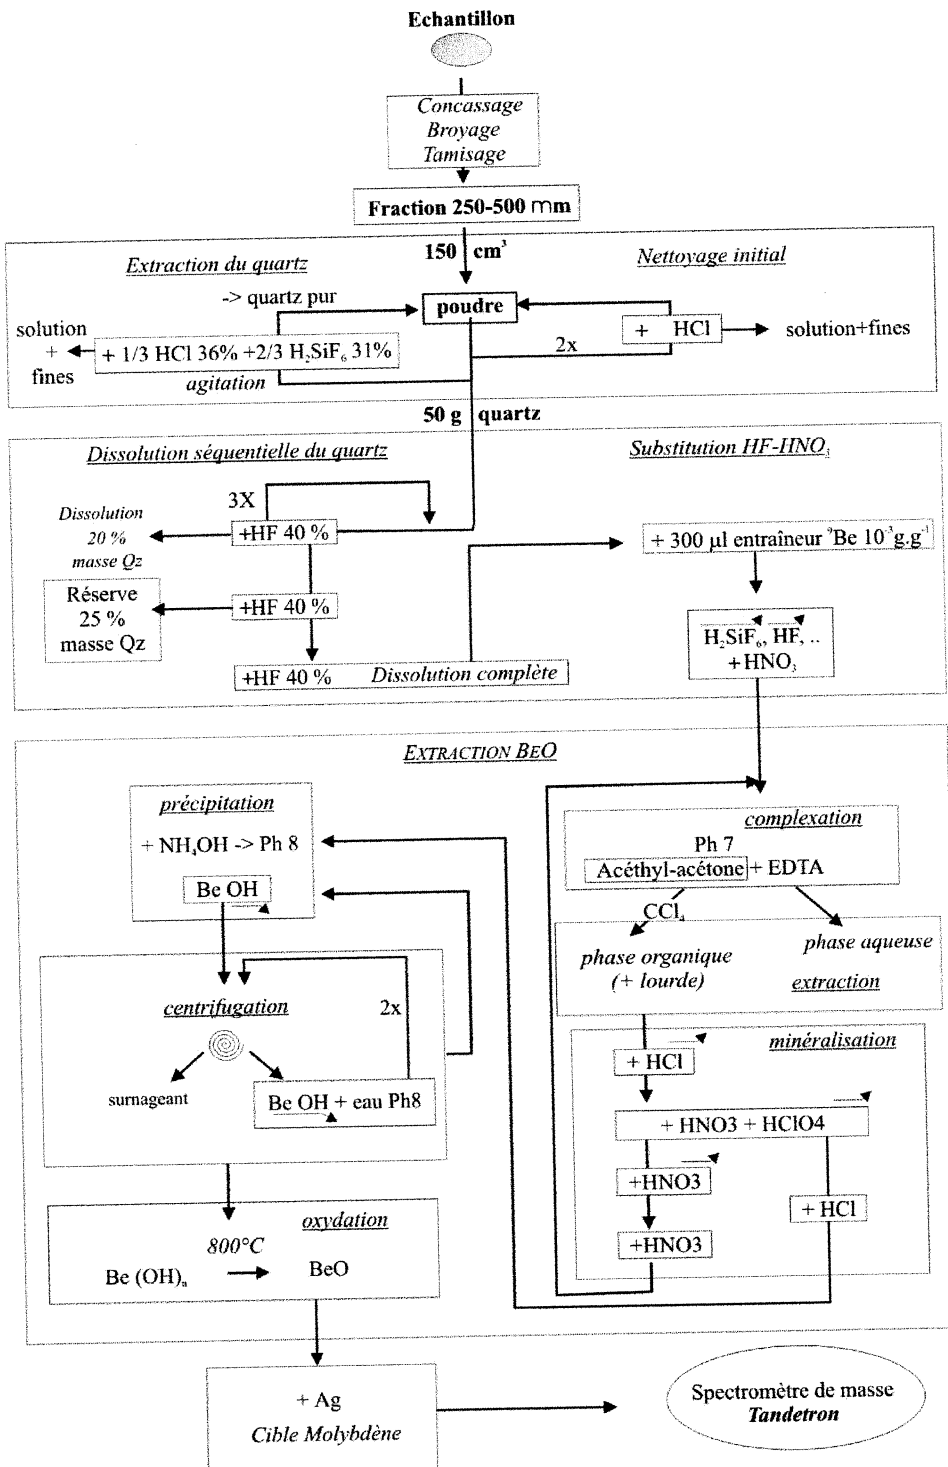 Echantillon
Concassage
Broyage
Tamisage
Fraction 250-500 mm
150 cm³
Extraction du quartz
Nettoyage initial
-> quartz pur
poudre
solution
+
fines
+ 1/3 HCl 36% +2/3 H₂SiF₆ 31%
agitation
2x
+ HCl
solution+fines
50 g quartz
Dissolution séquentielle du quartz
Substitution HF-HNO₃
3X
Dissolution
20 %
masse Qz
+HF 40 %
+ 300 µl entraîneur ⁹Be 10⁻³g.g⁻¹
Réserve
25 %
masse Qz
+HF 40 %
H₂SiF₆, HF, ..
+HNO₃
+HF 40 % Dissolution complète
EXTRACTION BEO
précipitation
+ NH₄OH -> Ph 8
Be OH
complexation
Ph 7
Acéthyl-acétone + EDTA
CCl₄
phase organique
(+ lourde)
phase aqueuse
extraction
centrifugation
2x
surnageant
Be OH + eau Ph8
minéralisation
+ HCl
+ HNO3 + HClO4
+HNO3
+ HCl
+HNO3
oxydation
800°C
Be (OH)ₙ
BeO
+ Ag
Cible Molybdène
Spectromètre de masse
Tandetron